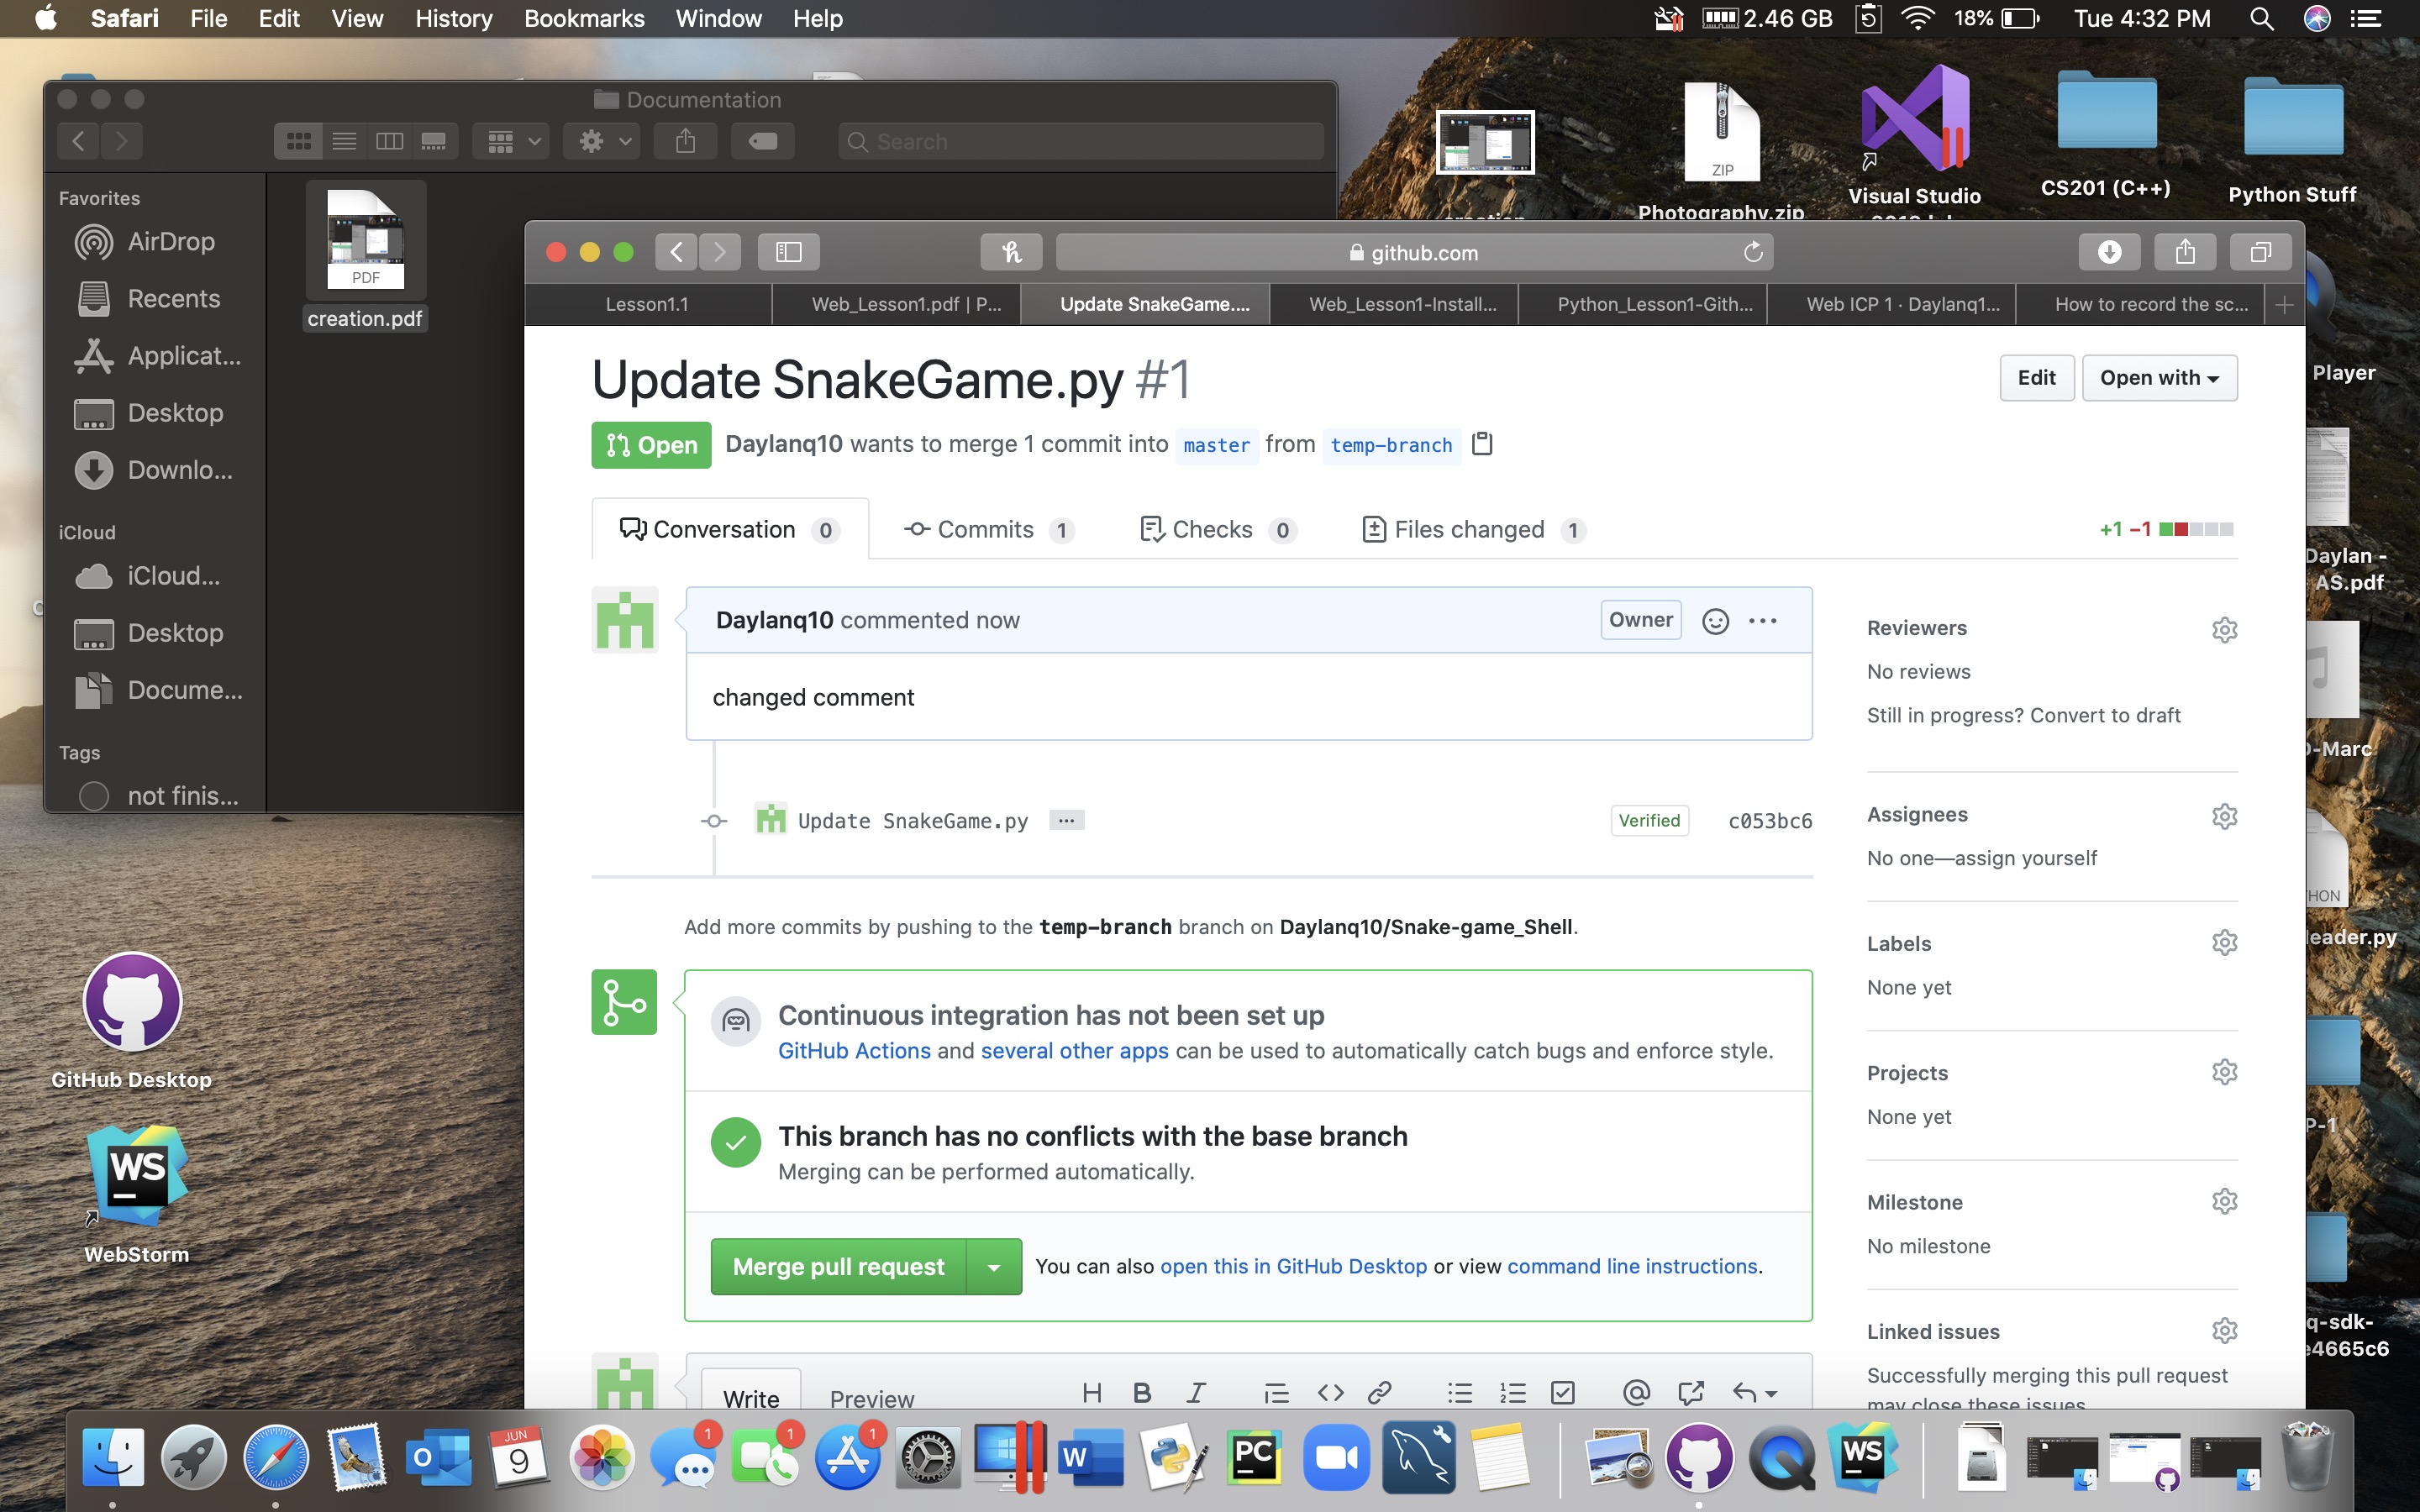 Safari File Edit View History Bookmarks Window Help 2.46 GB 18% Tue 4:32 PM
Documentation
Search
Favorites
AirDrop
Recents
Applicat...
Desktop
Downlo...
iCloud
iCloud...
Desktop
Docume...
Tags
not finis...
PDF
creation.pdf
ZIP
Photography.zip
Visual Studio
CS201 (C++)
Python Stuff
Player
Daylan -
AS.pdf
-Marc
eader.py
P-1
q-sdk-
e4665c6
GitHub Desktop
WS
WebStorm
github.com
Lesson1.1 Web_Lesson1.pdf | P... Update SnakeGame.... Web_Lesson1-Install... Python_Lesson1-Gith... Web ICP 1 · Daylanq1... How to record the sc...
Update SnakeGame.py #1
Edit Open with
Open Daylanq10 wants to merge 1 commit into master from temp-branch
Conversation 0 Commits 1 Checks 0 Files changed 1 +1 −1
Daylanq10 commented now Owner
changed comment
Update SnakeGame.py ... Verified c053bc6
Add more commits by pushing to the temp-branch branch on Daylanq10/Snake-game_Shell.
Continuous integration has not been set up
GitHub Actions and several other apps can be used to automatically catch bugs and enforce style.
This branch has no conflicts with the base branch
Merging can be performed automatically.
Merge pull request You can also open this in GitHub Desktop or view command line instructions.
Write Preview H B I
Reviewers
No reviews
Still in progress? Convert to draft
Assignees
No one—assign yourself
Labels
None yet
Projects
None yet
Milestone
No milestone
Linked issues
Successfully merging this pull request
may close these issues
JUN
9
1
1
1
W
PC
WS